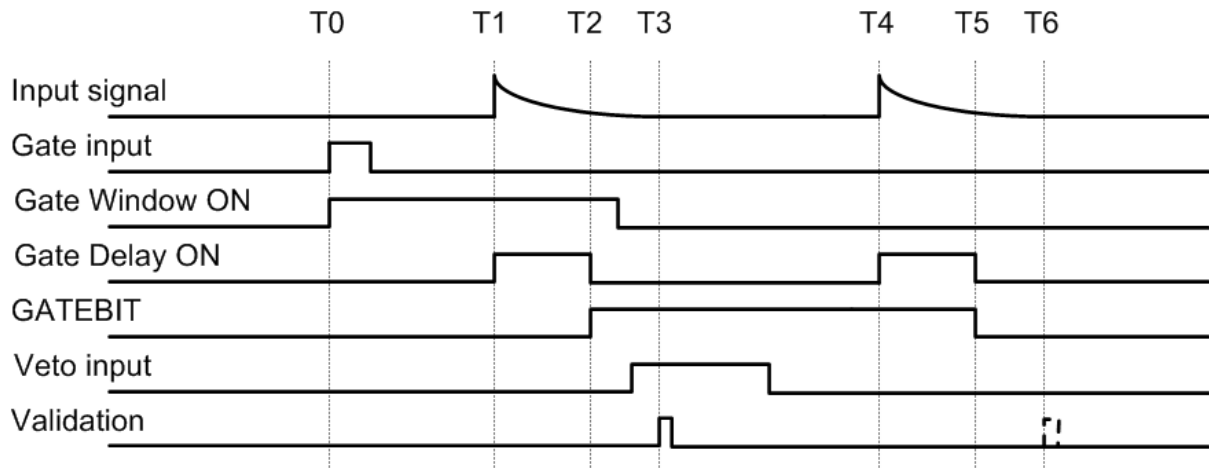 T0 T1 T2 T3 T4 T5 T6
Input signal
Gate input
Gate Window ON
Gate Delay ON
GATEBIT
Veto input
Validation